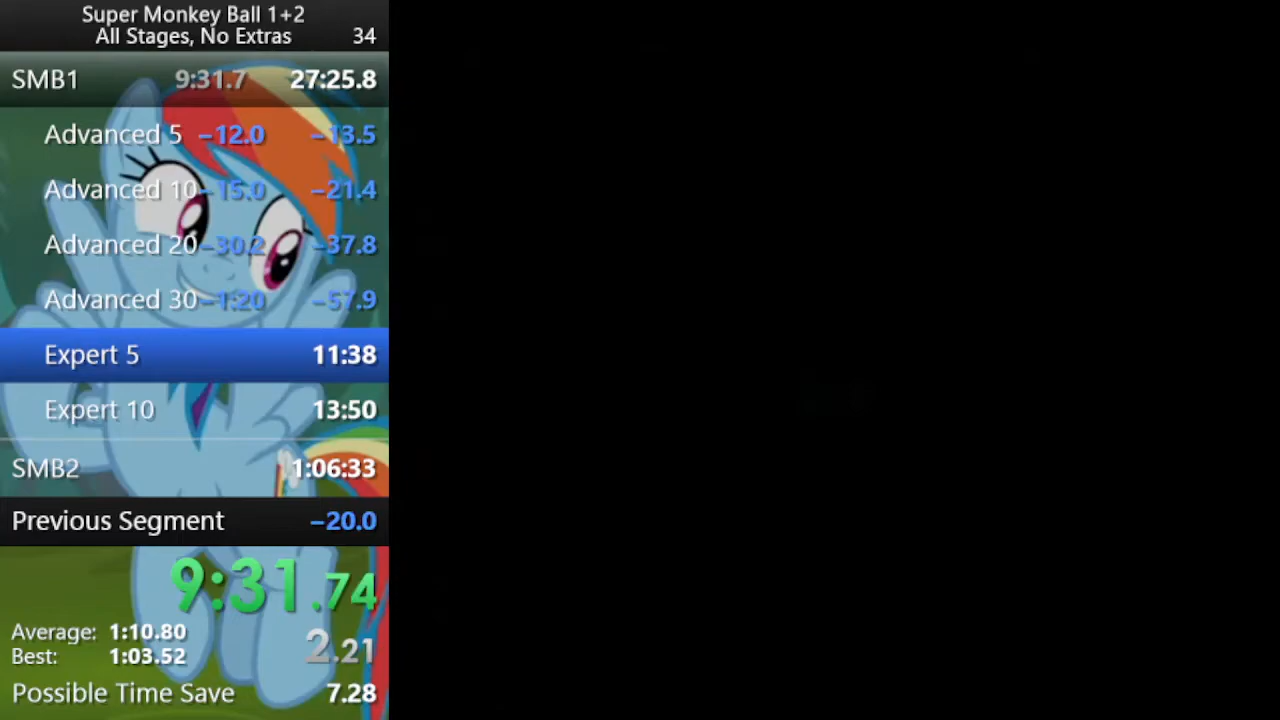 Super Monkey Ball 1+2
All Stages, No Extras 34
SMB1 9:31.7 27:25.8
Advanced 5 −12.0 −13.5
Advanced 10 −15.0 −21.4
Advanced 20 −30.2 −37.8
Advanced 30 −1:20 −57.9
Expert 5 11:38
Expert 10 13:50
SMB2 1:06:33
Previous Segment −20.0
9:31.74
Average: 1:10.80
Best: 1:03.52 2.21
Possible Time Save 7.28